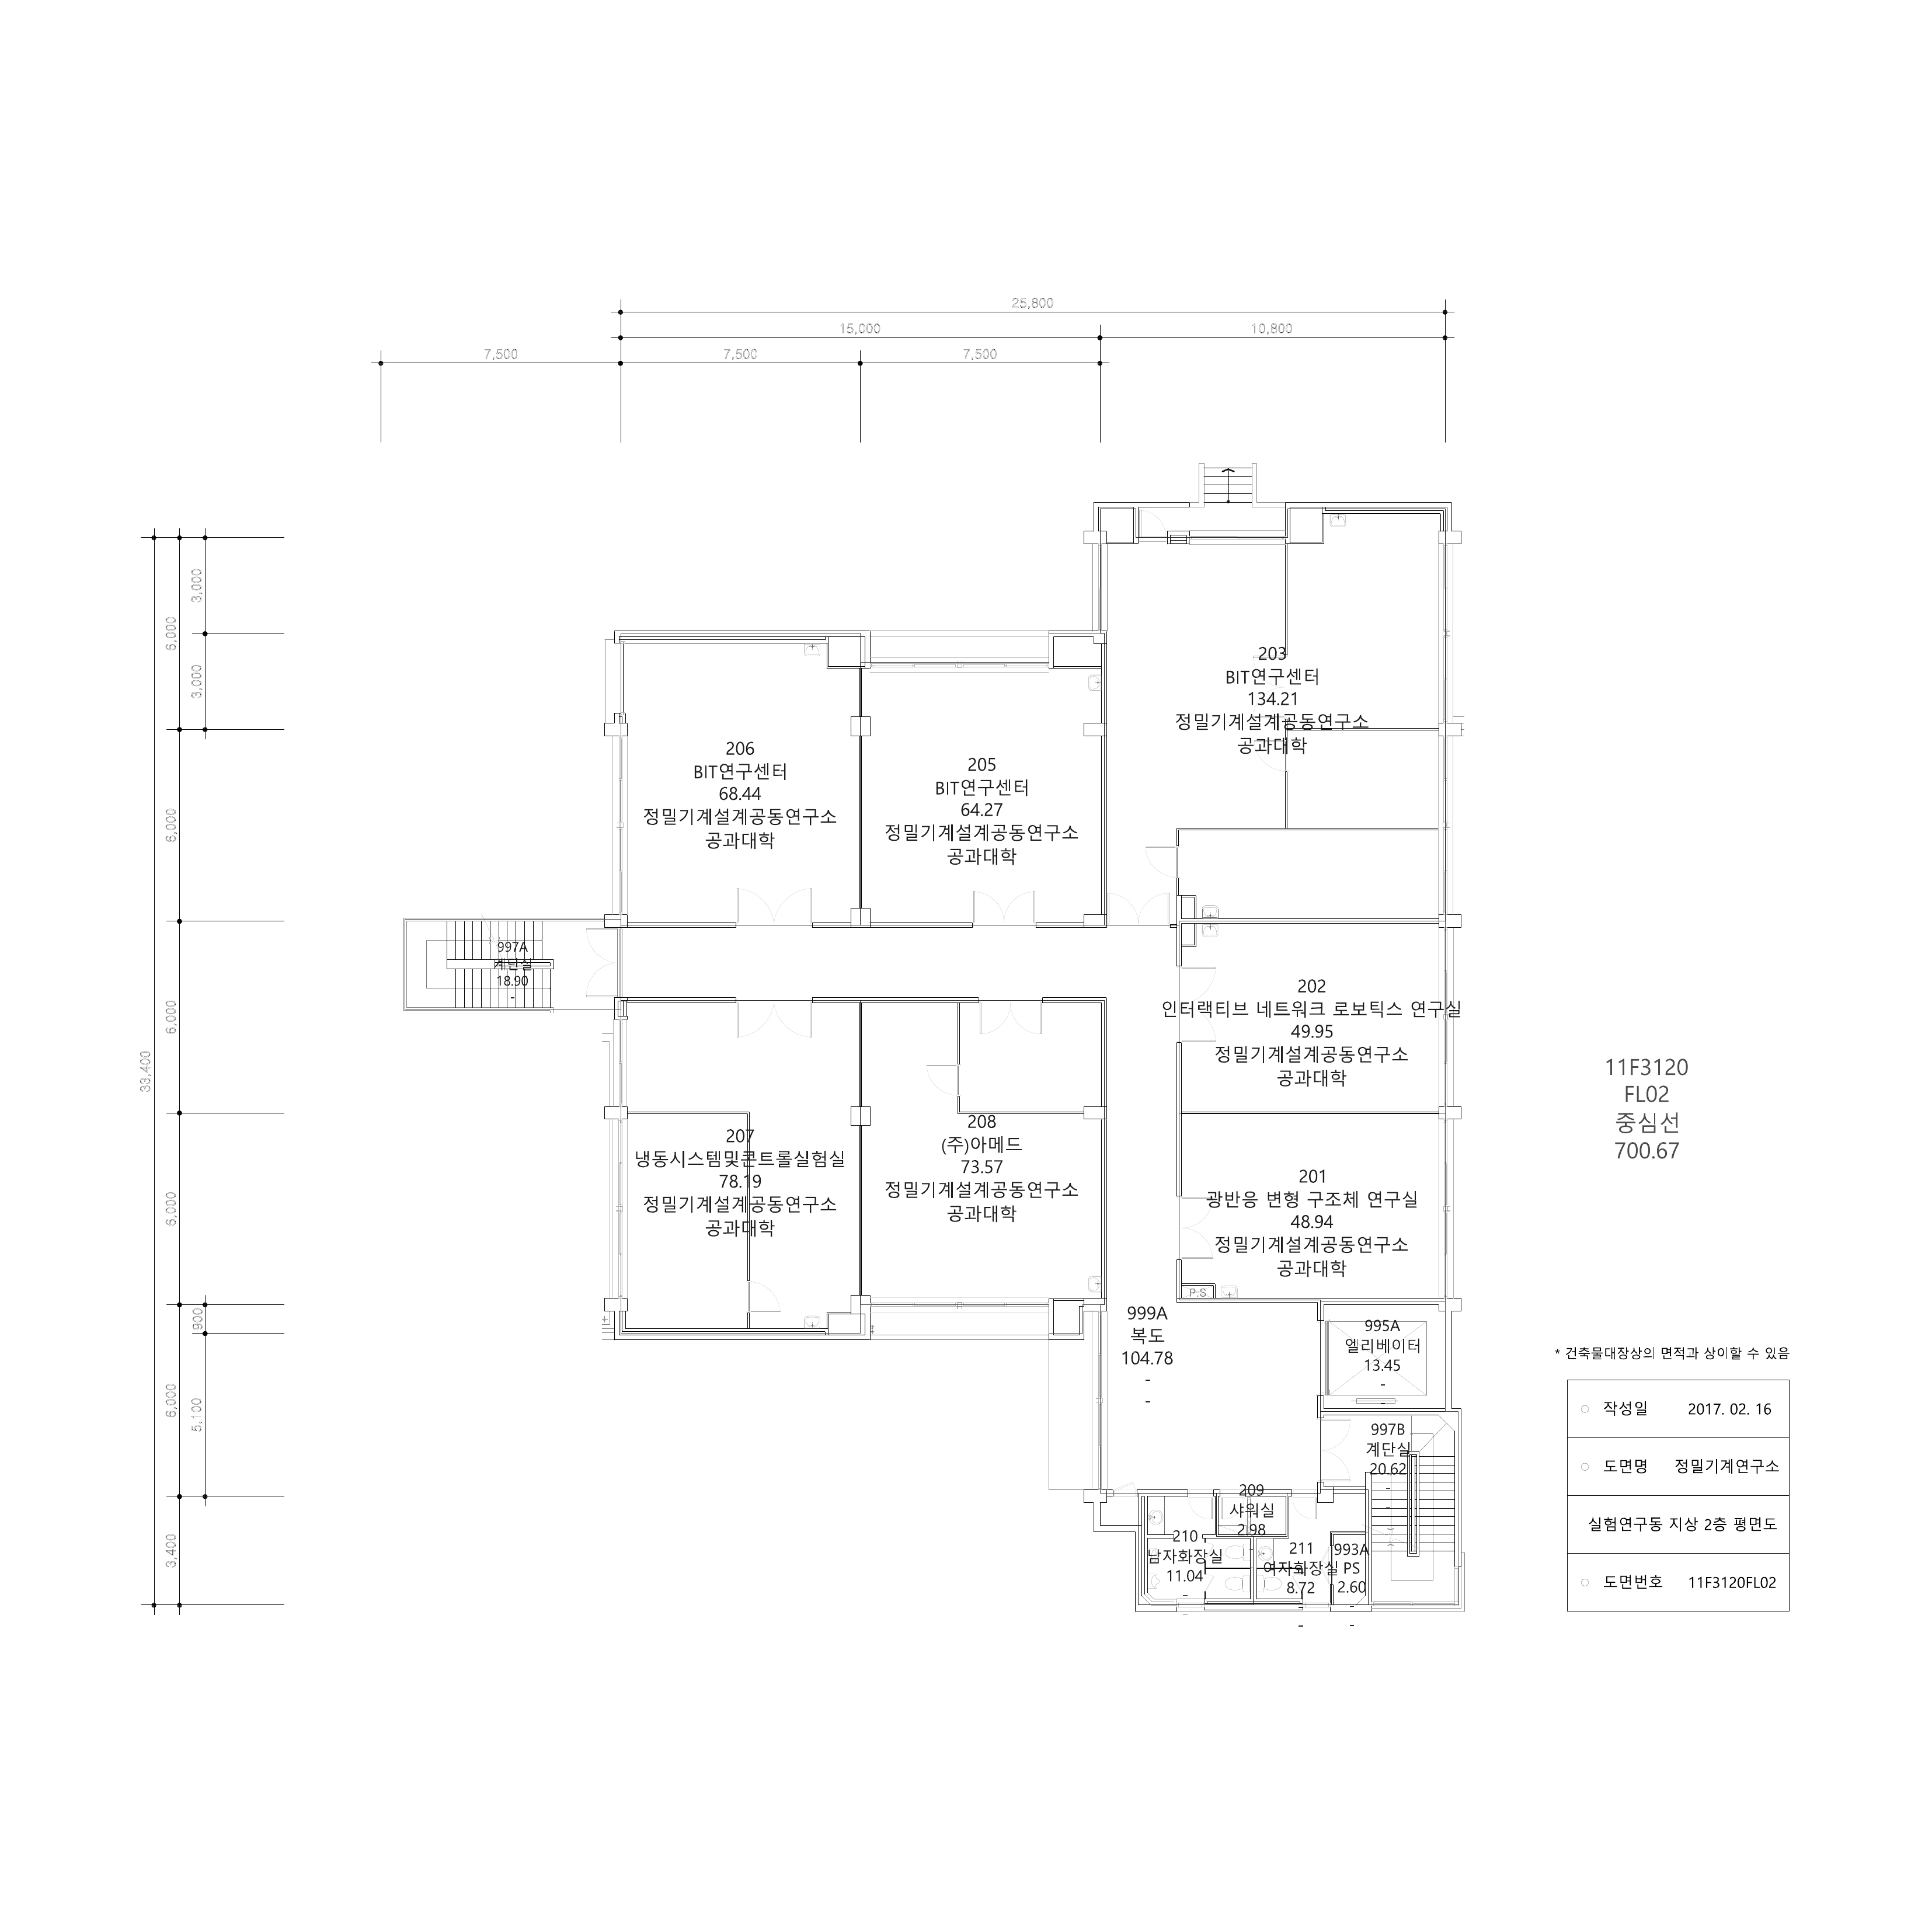 25,800
15,000
10,800
7,500
7,500
7,500
3,000
6,000
3,000
6,000
6,000
33,400
6,000
900
6,000
5,100
3,400
203
BIT연구센터
134.21
정밀기계설계공동연구소
공과대학
206
BIT연구센터
68.44
정밀기계설계공동연구소
공과대학
205
BIT연구센터
64.27
정밀기계설계공동연구소
공과대학
997A
계단실
18.90
-
202
인터랙티브 네트워크 로보틱스 연구실
49.95
정밀기계설계공동연구소
공과대학
207
냉동시스템및콘트롤실험실
78.19
정밀기계설계공동연구소
공과대학
208
(주)아메드
73.57
정밀기계설계공동연구소
공과대학
201
광반응 변형 구조체 연구실
48.94
정밀기계설계공동연구소
공과대학
P.S
999A
복도
104.78
-
-
995A
엘리베이터
13.45
-
-
997B
계단실
20.62
-
-
209
샤워실
2.98
-
210
남자화장실
11.04
-
-
211
여자화장실
8.72
-
-
993A
PS
2.60
-
-
11F3120
FL02
중심선
700.67
* 건축물대장상의 면적과 상이할 수 있음
작성일 2017. 02. 16
도면명 정밀기계연구소
실험연구동 지상 2층 평면도
도면번호 11F3120FL02